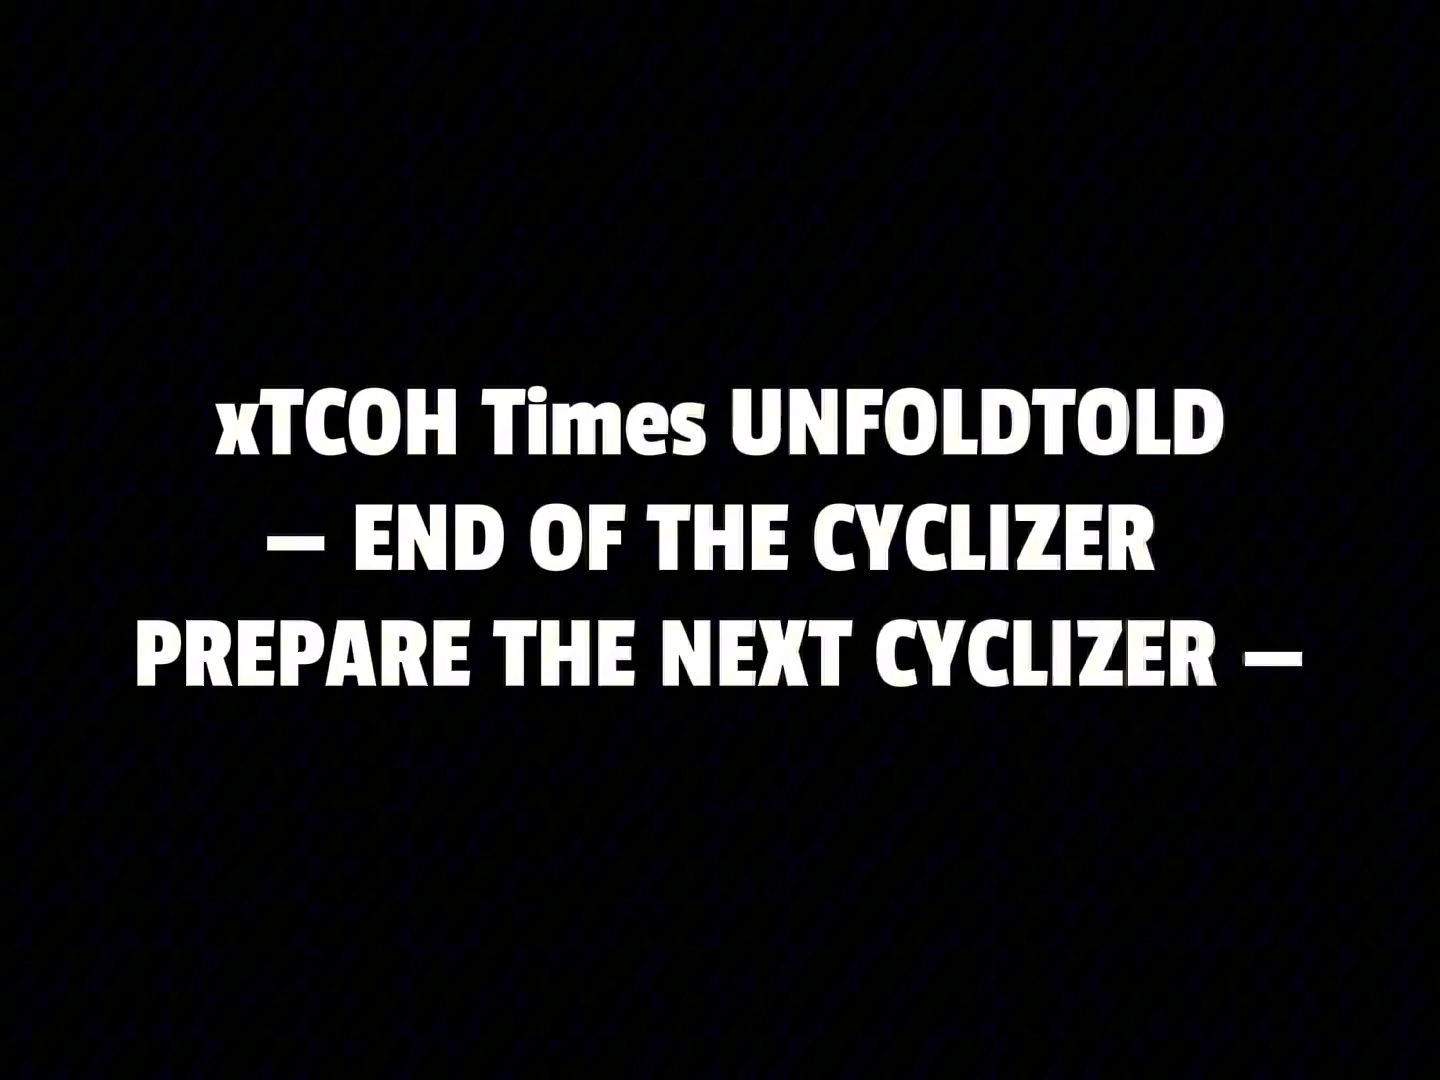 xTCOH Times UNFOLDTOLD
— END OF THE CYCLIZER
PREPARE THE NEXT CYCLIZER —